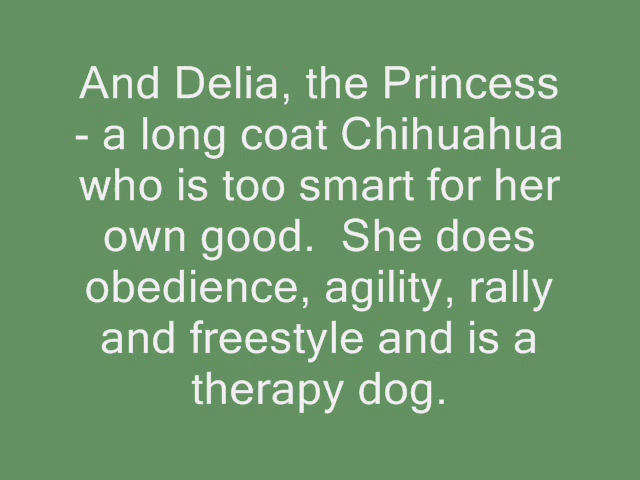 And Delia, the Princess
- a long coat Chihuahua
who is too smart for her
own good.  She does
obedience, agility, rally
and freestyle and is a
therapy dog.